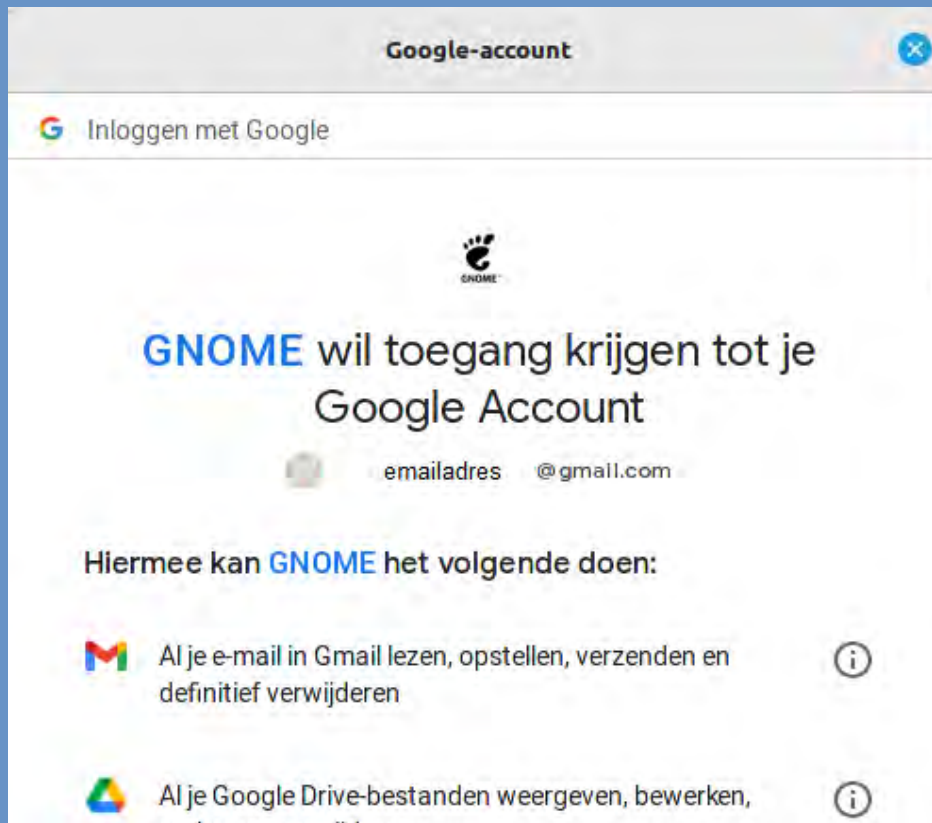 Google-account
Inloggen met Google
GNOME
GNOME wil toegang krijgen tot je
Google Account
emailadres @gmail.com
Hiermee kan GNOME het volgende doen:
Al je e-mail in Gmail lezen, opstellen, verzenden en
definitief verwijderen
Al je Google Drive-bestanden weergeven, bewerken,